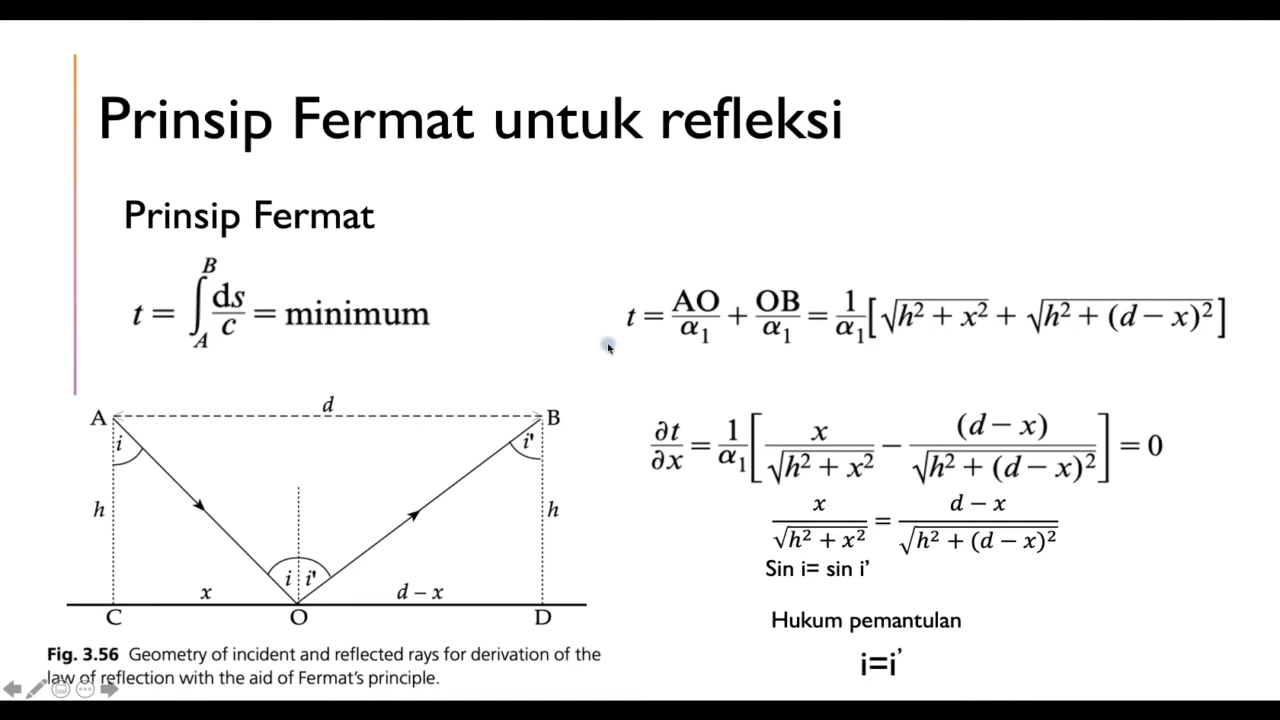 Prinsip Fermat untuk refleksi
Prinsip Fermat
t = ∫_A^B ds/c = minimum
t = AO/α₁ + OB/α₁ = 1/α₁ [√(h² + x²) + √(h² + (d − x)²)]
∂t/∂x = 1/α₁ [x/√(h² + x²) − (d − x)/√(h² + (d − x)²)] = 0
x/√(h² + x²) = (d − x)/√(h² + (d − x)²)
Sin i= sin i’
Hukum pemantulan
i=i’
d
A
B
i
i'
h
h
i
i'
x
d − x
C
O
D
Fig. 3.56 Geometry of incident and reflected rays for derivation of the
law of reflection with the aid of Fermat's principle.